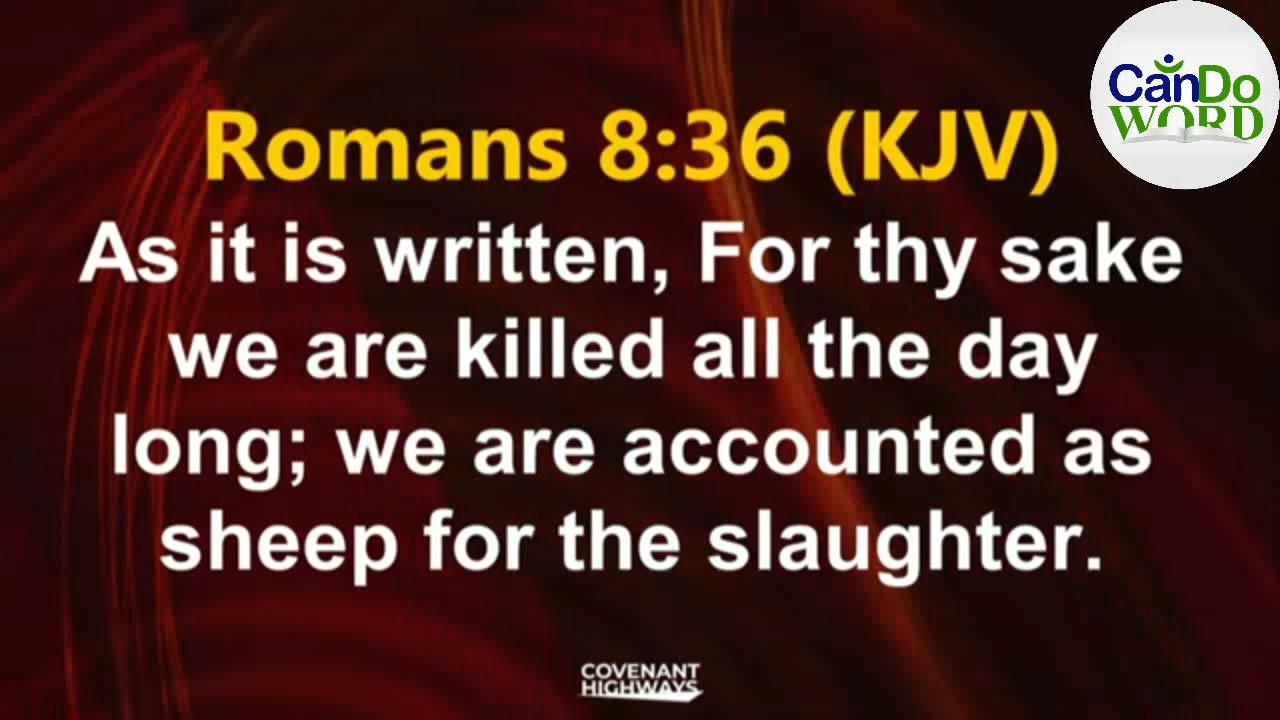 CanDo
WORD
Romans 8:36 (KJV)
As it is written, For thy sake
we are killed all the day
long; we are accounted as
sheep for the slaughter.
COVENANT
HIGHWAYS